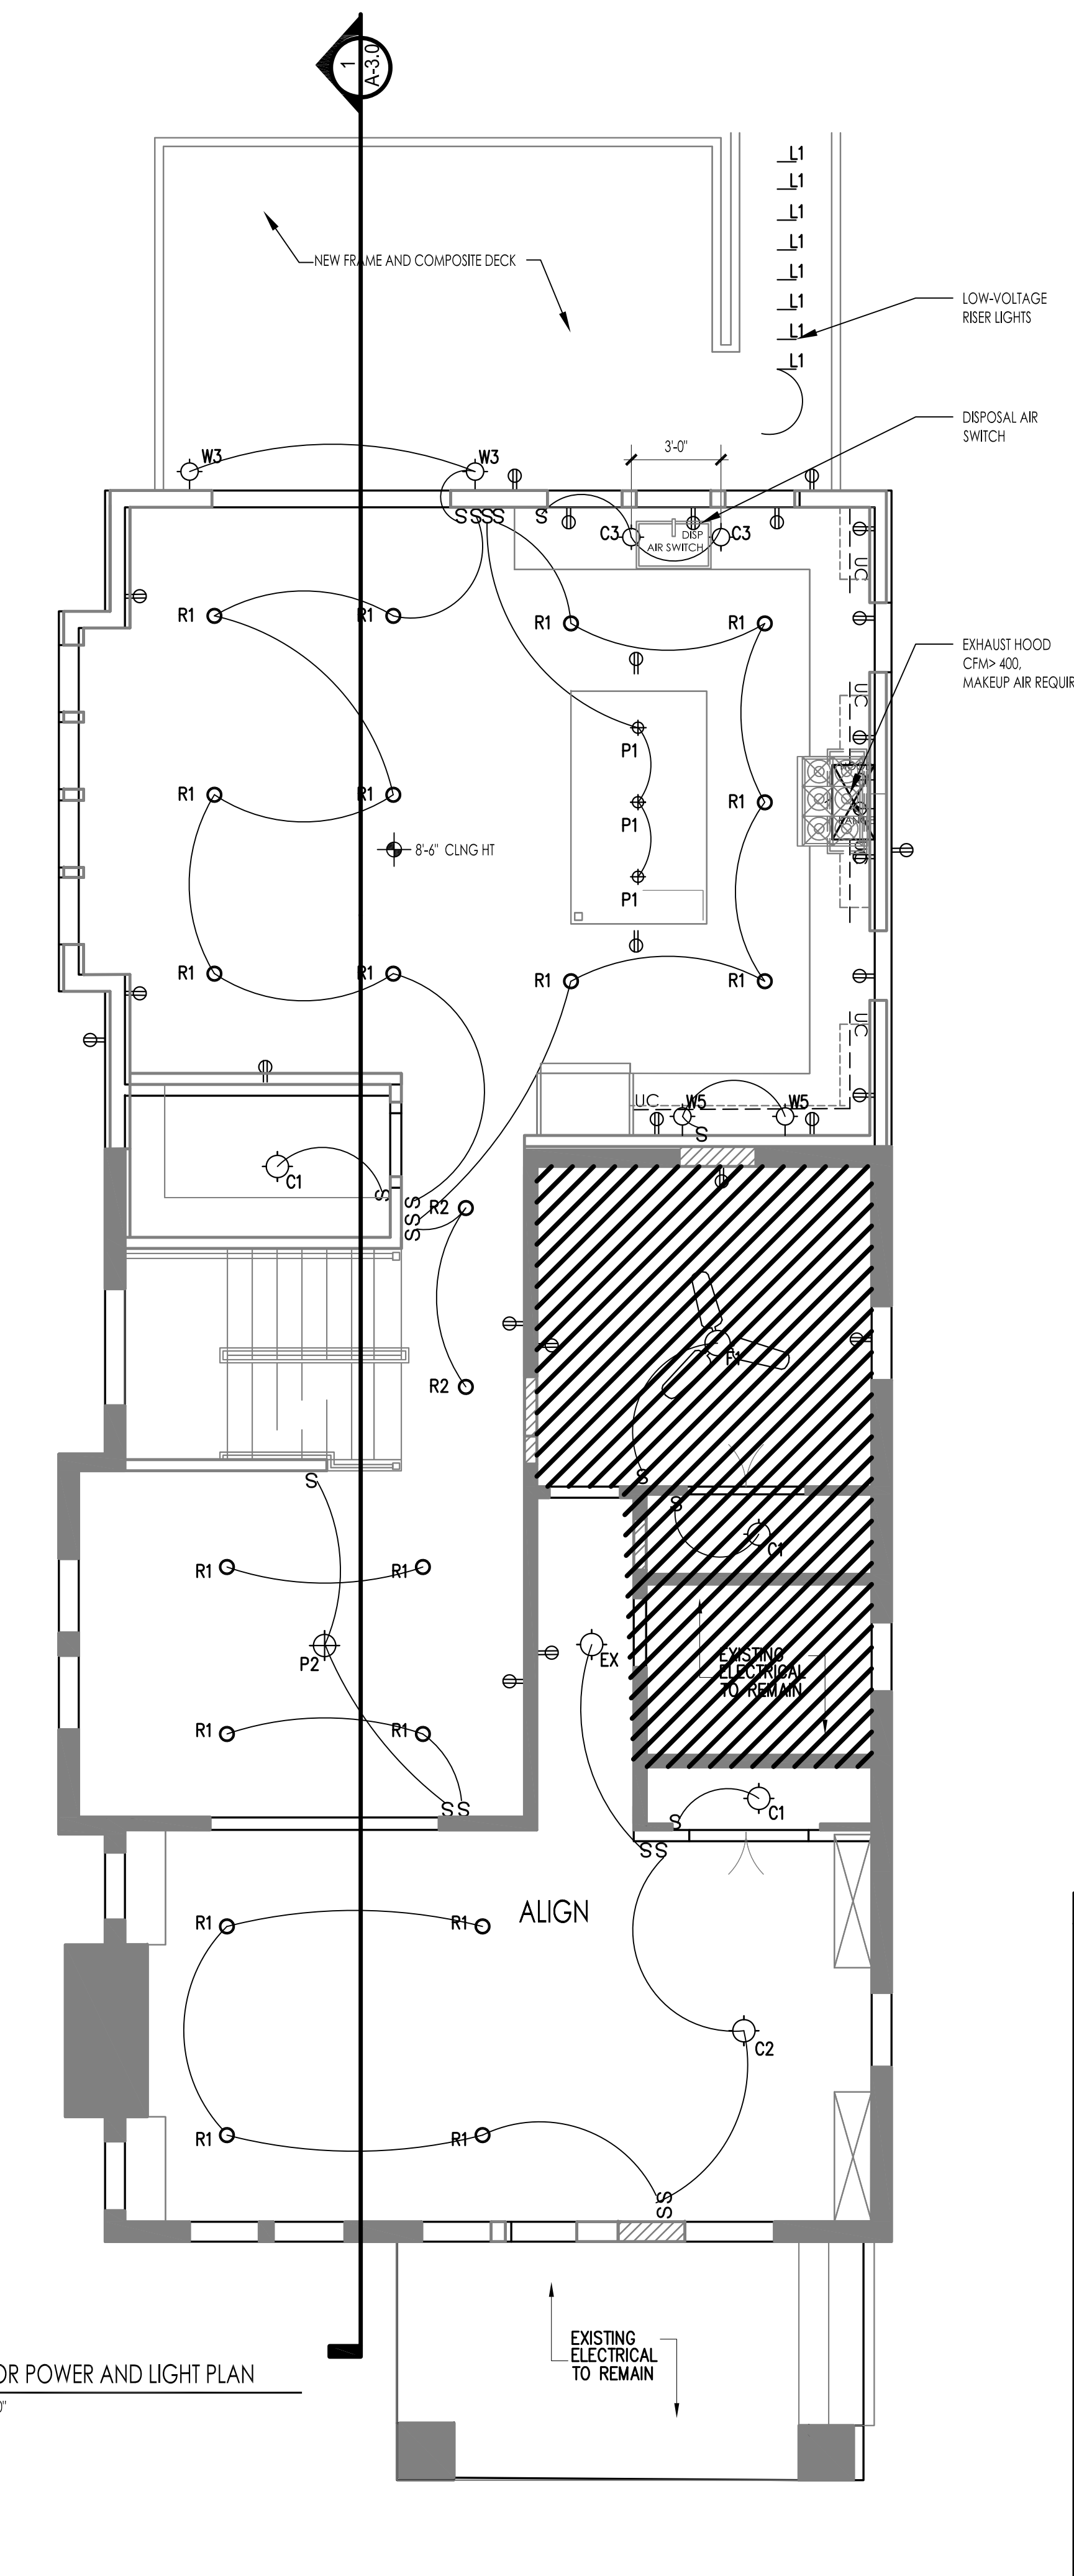 1
A-3.0
L1
L1
L1
L1
L1
L1
L1
L1
NEW FRAME AND COMPOSITE DECK
LOW-VOLTAGE
RISER LIGHTS
DISPOSAL AIR
SWITCH
3'-0"
W3
W3
SSSS
S
C3
DISP
AIR SWITCH
C3
UC
R1
R1
R1
R1
EXHAUST HOOD
CFM> 400,
MAKEUP AIR REQUIR
UC
P1
R1
R1
P1
R1
8'-6" CLNG HT
UC
P1
R1
R1
R1
R1
UC
UC
W5
W5
S
C1
S
S
S
S
R2
F1
R2
S
S
S
C1
R1
R1
P2
EX
EXISTING
ELECTRICAL
TO REMAIN
R1
R1
SS
C1
S
SS
R1
R1
ALIGN
C2
R1
R1
S
S
EXISTING
ELECTRICAL
TO REMAIN
OR POWER AND LIGHT PLAN
0"